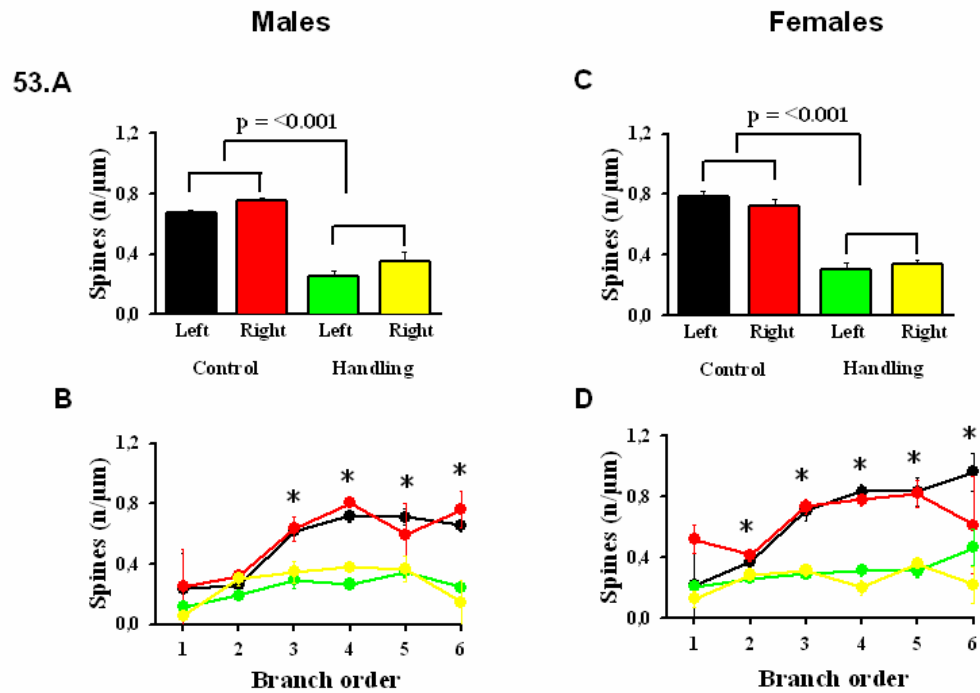 Males
Females
53.A
C
p = <0.001
p = <0.001
1,2
0,8
0,4
0,0
Spines (n/µm)
Left
Right
Left
Right
Control
Handling
1,2
0,8
0,4
0,0
Spines (n/µm)
Left
Right
Left
Right
Control
Handling
B
1,2
0,8
0,4
0,0
Spines (n/µm)
*
*
*
*
1
2
3
4
5
6
Branch order
D
1,2
0,8
0,4
0,0
Spines (n/µm)
*
*
*
*
*
1
2
3
4
5
6
Branch order